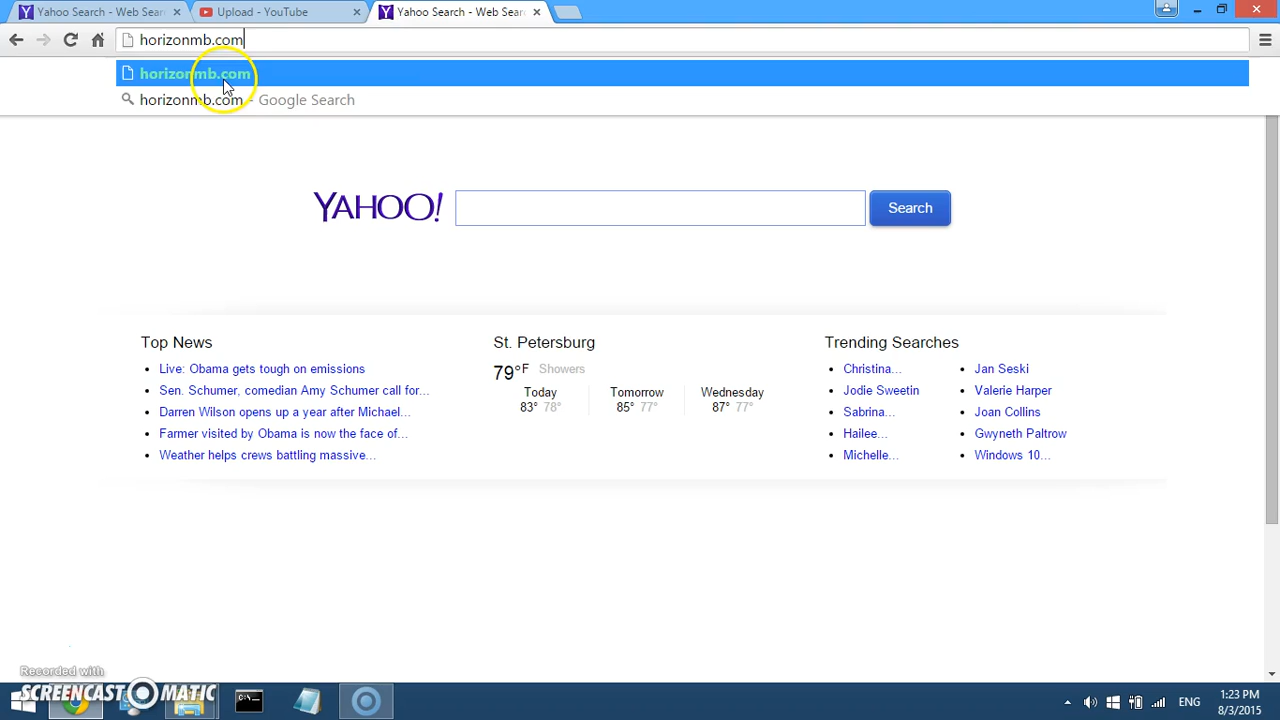 Yahoo Search - Web Sear
Upload - YouTube
Yahoo Search - Web Sear
horizonmb.com
horizonmb.com
horizonmb.com - Google Search
YAHOO!
Search
Top News
Live: Obama gets tough on emissions
Sen. Schumer, comedian Amy Schumer call for...
Darren Wilson opens up a year after Michael...
Farmer visited by Obama is now the face of...
Weather helps crews battling massive...
St. Petersburg
79°F Showers
Today Tomorrow Wednesday
83° 78° 85° 77° 87° 77°
Trending Searches
Christina... Jan Seski
Jodie Sweetin Valerie Harper
Sabrina... Joan Collins
Hailee... Gwyneth Paltrow
Michelle... Windows 10...
Recorded with
SCREENCAST-O-MATIC
ENG
1:23 PM
8/3/2015